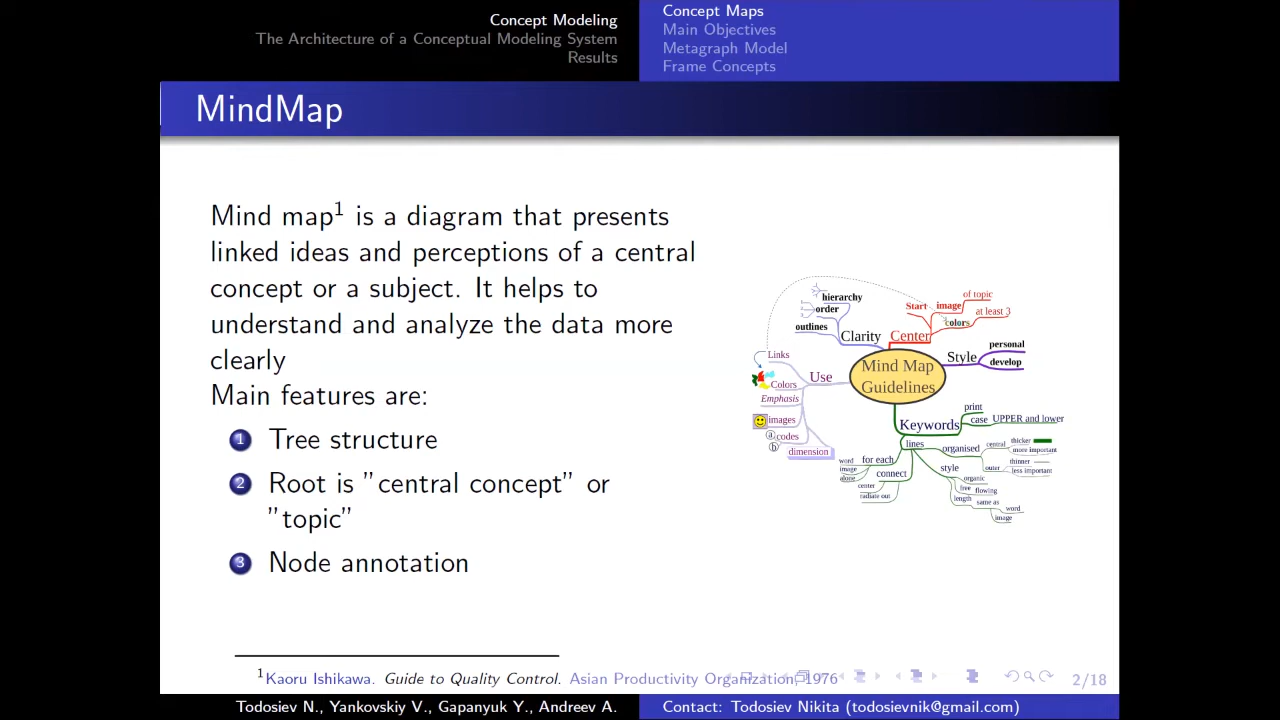 Concept Modeling
The Architecture of a Conceptual Modeling System
Results
Concept Maps
Main Objectives
Metagraph Model
Frame Concepts
MindMap
Mind map1 is a diagram that presents
linked ideas and perceptions of a central
concept or a subject. It helps to
understand and analyze the data more
clearly
Main features are:
1 Tree structure
2 Root is ”central concept” or
”topic”
3 Node annotation
hierarchy
order
outlines
Clarity
Start
image
of topic
at least 3
colors
Center
Style
personal
develop
Mind Map
Guidelines
Links
Use
Colors
Emphasis
images
a codes
b
dimension
Keywords
print
case
UPPER and lower
lines
organised
central
thicker
more important
outer
thinner
less important
style
organic
free flowing
length
same as
word
image
for each
word
image
alone
connect
center
radiate out
1Kaoru Ishikawa. Guide to Quality Control. Asian Productivity Organization, 1976
2/18
Todosiev N., Yankovskiy V., Gapanyuk Y., Andreev A.
Contact: Todosiev Nikita (todosievnik@gmail.com)